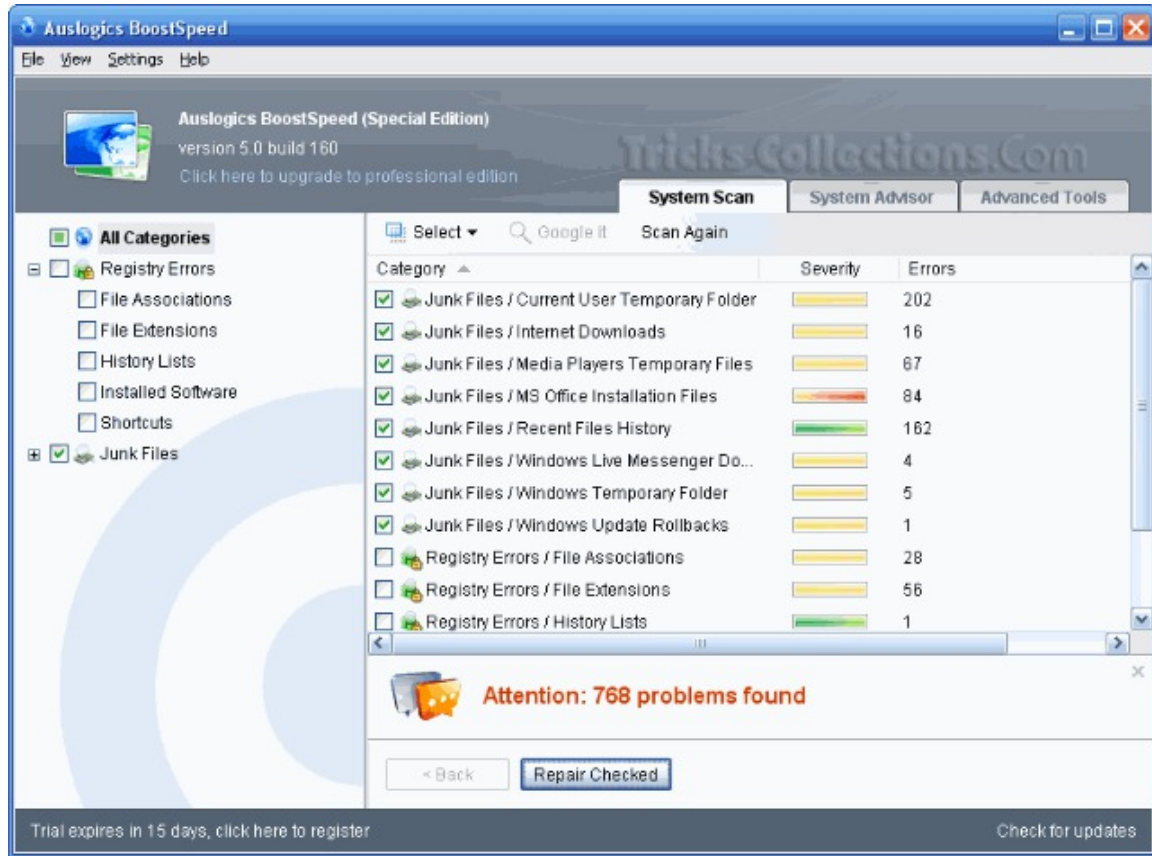 Auslogics BoostSpeed
File View Settings Help
Auslogics BoostSpeed (Special Edition)
version 5.0 build 160
Click here to upgrade to professional edition
Tricks-Collections.Com
System Scan System Advisor Advanced Tools
All Categories
Registry Errors
File Associations
File Extensions
History Lists
Installed Software
Shortcuts
Junk Files
Select Google it Scan Again
Category Severity Errors
Junk Files / Current User Temporary Folder 202
Junk Files / Internet Downloads 16
Junk Files / Media Players Temporary Files 67
Junk Files / MS Office Installation Files 84
Junk Files / Recent Files History 162
Junk Files / Windows Live Messenger Do... 4
Junk Files / Windows Temporary Folder 5
Junk Files / Windows Update Rollbacks 1
Registry Errors / File Associations 28
Registry Errors / File Extensions 56
Registry Errors / History Lists 1
Attention: 768 problems found
< Back Repair Checked
Trial expires in 15 days, click here to register Check for updates